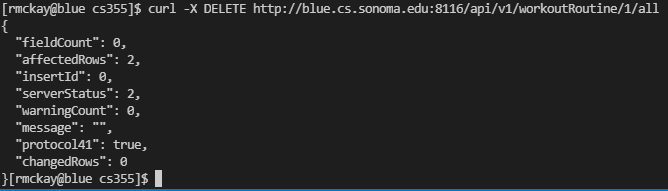 [rmckay@blue cs355]$ curl -X DELETE http://blue.cs.sonoma.edu:8116/api/v1/workoutRoutine/1/all
{
  "fieldCount": 0,
  "affectedRows": 2,
  "insertId": 0,
  "serverStatus": 2,
  "warningCount": 0,
  "message": "",
  "protocol41": true,
  "changedRows": 0
}[rmckay@blue cs355]$